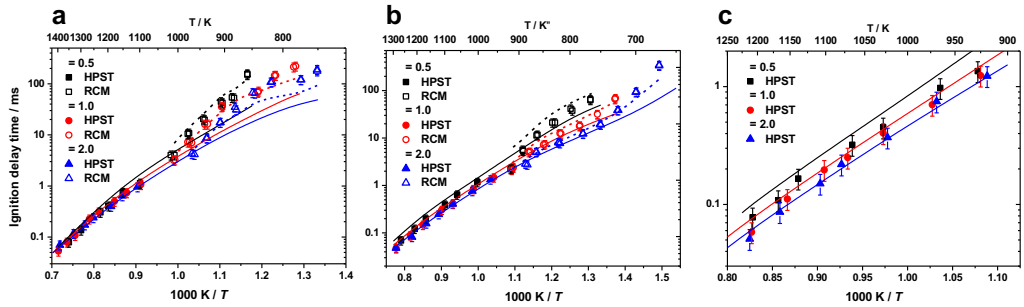 a
T / K
1400 1300 1200 1100 1000 900 800
Ignition delay time / ms
100
10
1
0.1
= 0.5
HPST
RCM
= 1.0
HPST
RCM
= 2.0
HPST
RCM
0.7 0.8 0.9 1.0 1.1 1.2 1.3 1.4
1000 K / T
b
T / K"
1300 1200 1100 1000 900 800 700
100
10
1
0.1
= 0.5
HPST
RCM
= 1.0
HPST
RCM
= 2.0
HPST
RCM
0.8 0.9 1.0 1.1 1.2 1.3 1.4 1.5
1000 K / T
c
T / K
1250 1200 1150 1100 1050 1000 950 900
1
0.1
= 0.5
HPST
= 1.0
HPST
= 2.0
HPST
0.80 0.85 0.90 0.95 1.00 1.05 1.10
1000 K / T